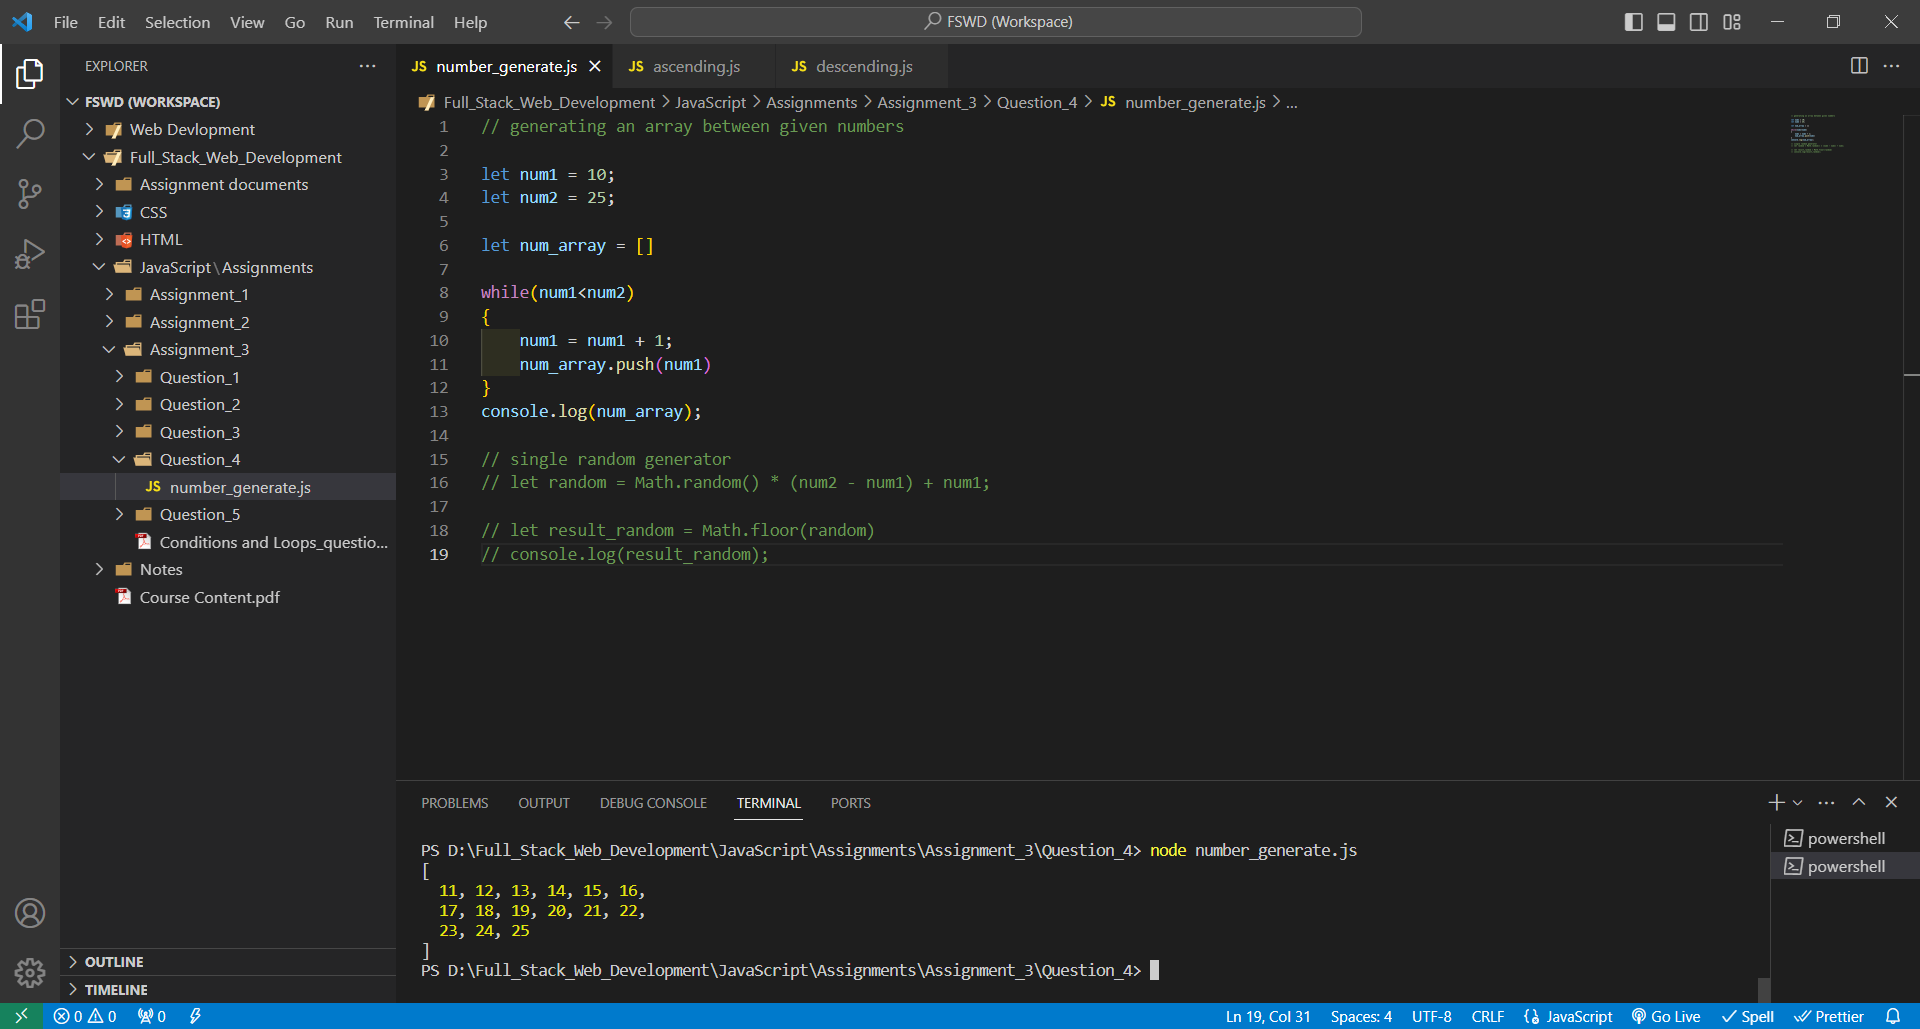 File Edit Selection View Go Run Terminal Help
FSWD (Workspace)
EXPLORER
FSWD (WORKSPACE)
Web Devlopment
Full_Stack_Web_Development
Assignment documents
CSS
HTML
JavaScript\Assignments
Assignment_1
Assignment_2
Assignment_3
Question_1
Question_2
Question_3
Question_4
JS number_generate.js
Question_5
Conditions and Loops_questio...
Notes
Course Content.pdf
OUTLINE
TIMELINE
JS number_generate.js JS ascending.js JS descending.js
Full_Stack_Web_Development > JavaScript > Assignments > Assignment_3 > Question_4 > JS number_generate.js > ...
1 // generating an array between given numbers
2
3 let num1 = 10;
4 let num2 = 25;
5
6 let num_array = []
7
8 while(num1<num2)
9 {
10 num1 = num1 + 1;
11 num_array.push(num1)
12 }
13 console.log(num_array);
14
15 // single random generator
16 // let random = Math.random() * (num2 - num1) + num1;
17
18 // let result_random = Math.floor(random)
19 // console.log(result_random);
PROBLEMS OUTPUT DEBUG CONSOLE TERMINAL PORTS
PS D:\Full_Stack_Web_Development\JavaScript\Assignments\Assignment_3\Question_4> node number_generate.js
[
11, 12, 13, 14, 15, 16,
17, 18, 19, 20, 21, 22,
23, 24, 25
]
PS D:\Full_Stack_Web_Development\JavaScript\Assignments\Assignment_3\Question_4>
powershell
powershell
0 0 0 Ln 19, Col 31 Spaces: 4 UTF-8 CRLF JavaScript Go Live Spell Prettier